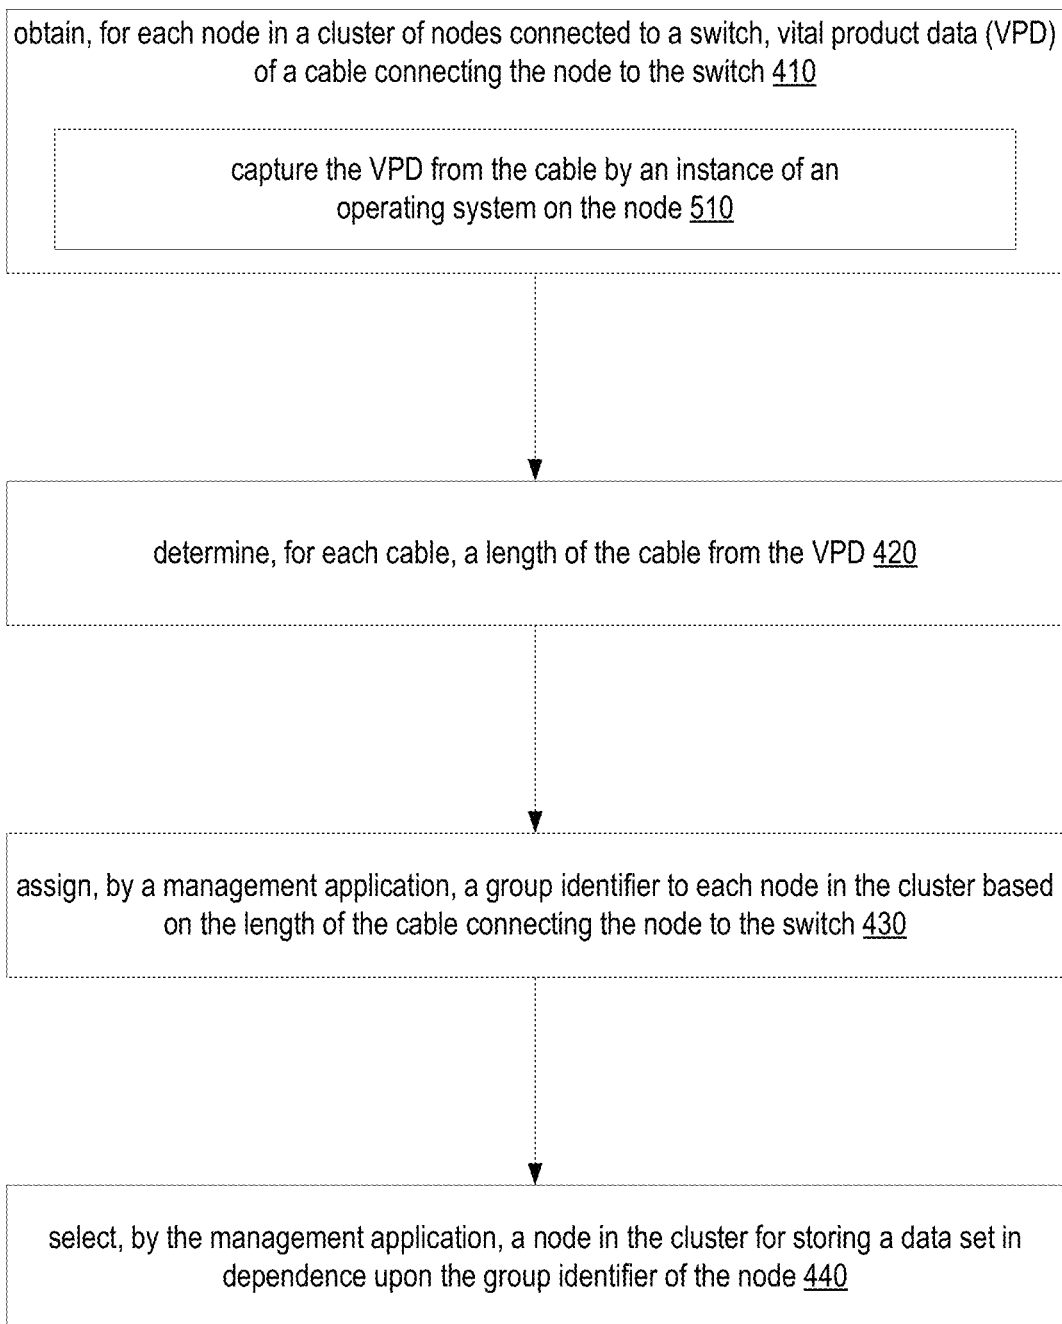 obtain, for each node in a cluster of nodes connected to a switch, vital product data (VPD)
of a cable connecting the node to the switch 410
capture the VPD from the cable by an instance of an
operating system on the node 510
determine, for each cable, a length of the cable from the VPD 420
assign, by a management application, a group identifier to each node in the cluster based
on the length of the cable connecting the node to the switch 430
select, by the management application, a node in the cluster for storing a data set in
dependence upon the group identifier of the node 440